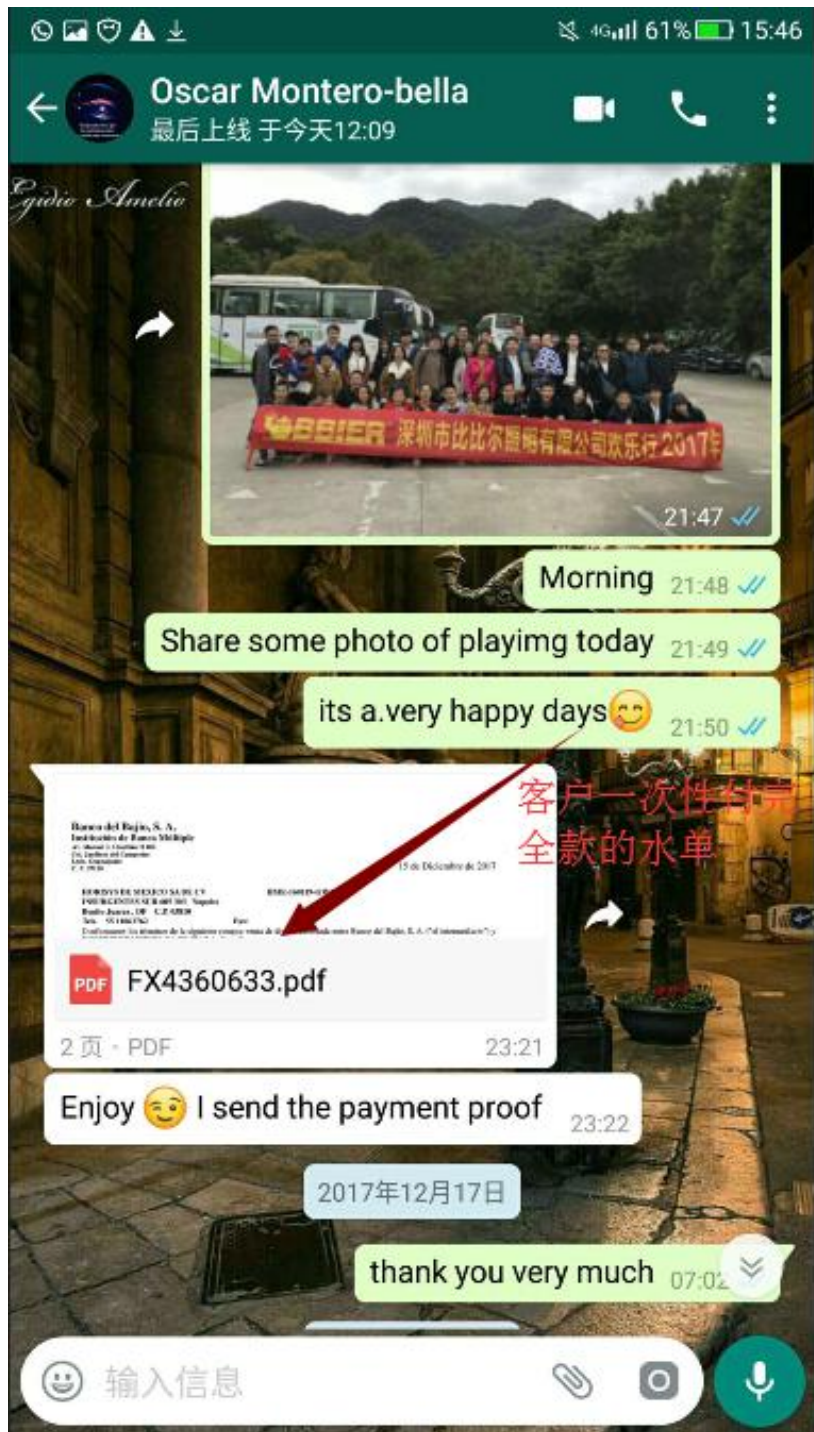 4G 61% 15:46
Oscar Montero-bella
最后上线 于今天12:09
Egidio Amelio
BBIER 深圳市比比尔照明有限公司欢乐行 2017年
21:47
Morning 21:48
Share some photo of playimg today 21:49
its a.very happy days😋 21:50
客户一次性付完
全款的水单
Banco del Bajío, S. A.
Institución de Banca Múltiple
15 de Diciembre de 2017
PDF FX4360633.pdf
2 页 · PDF 23:21
Enjoy 😉 I send the payment proof 23:22
2017年12月17日
thank you very much 07:02
输入信息